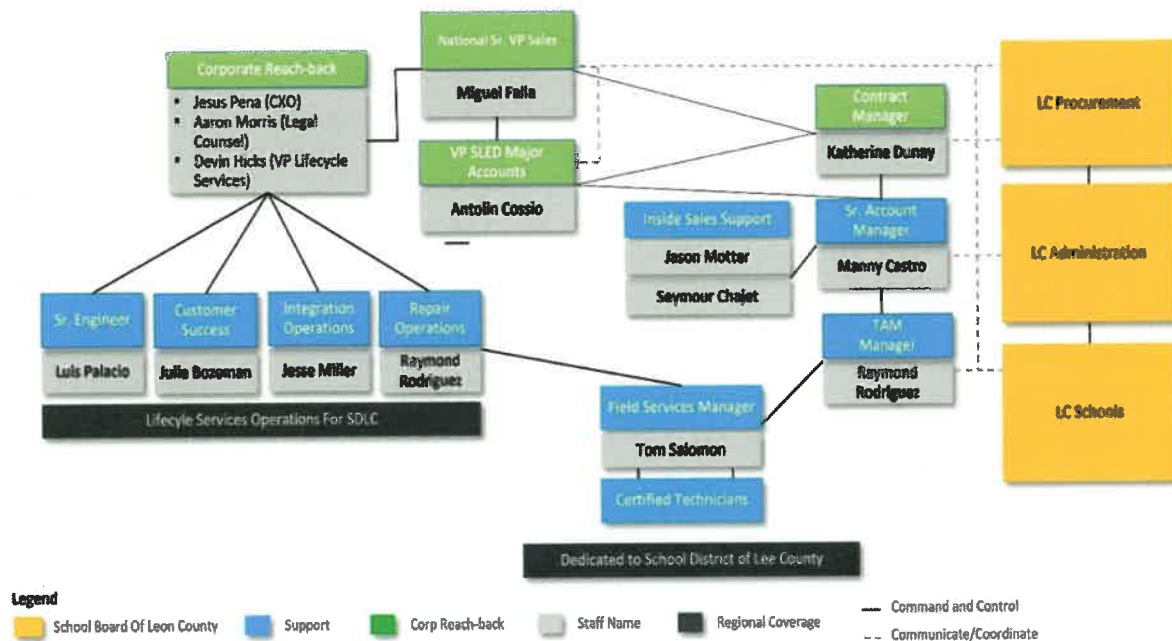 National Sr. VP Sales
Miguel Falla
Corporate Reach-back
▪ Jesus Pena (CXO)
▪ Aaron Morris (Legal
Counsel)
▪ Devin Hicks (VP Lifecycle
Services)
VP SLED Major
Accounts
Antolin Cossio
Contract
Manager
Katherine Dunay
LC Procurement
Inside Sales Support
Jason Motter
Seymour Chajet
Sr. Account
Manager
Manny Castro
LC Administration
Sr. Engineer
Luis Palacio
Customer
Success
Julie Bozeman
Integration
Operations
Jesse Miller
Repair
Operations
Raymond
Rodriguez
TAM
Manager
Raymond
Rodriguez
LC Schools
Lifecyle Services Operations For SDLC
Field Services Manager
Tom Salomon
Certified Technicians
Dedicated to School District of Lee County
Legend
School Board Of Leon County
Support
Corp Reach-back
Staff Name
Regional Coverage
Command and Control
Communicate/Coordinate